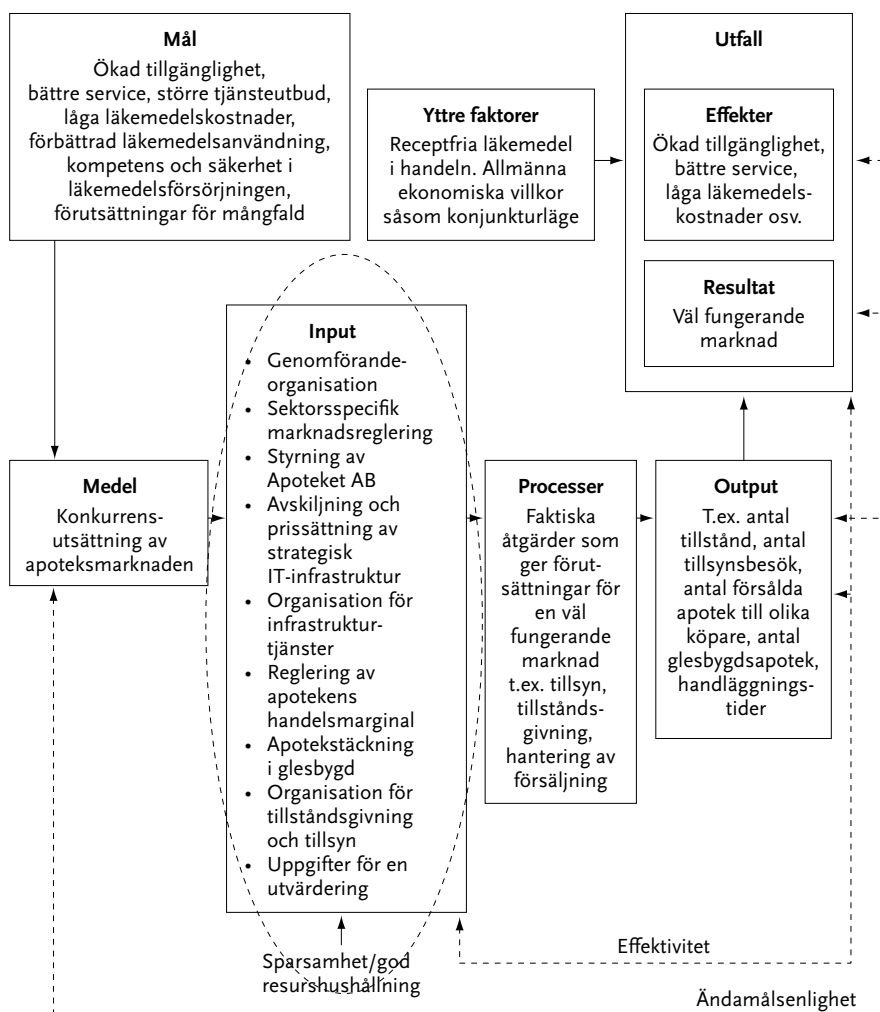 Mål
Ökad tillgänglighet,
bättre service, större tjänsteutbud,
låga läkemedelskostnader,
förbättrad läkemedelsanvändning,
kompetens och säkerhet i
läkemedelsförsörjningen,
förutsättningar för mångfald
Yttre faktorer
Receptfria läkemedel
i handeln. Allmänna
ekonomiska villkor
såsom konjunkturläge
Utfall
Effekter
Ökad tillgänglighet,
bättre service,
låga läkemedels-
kostnader osv.
Resultat
Väl fungerande
marknad
Medel
Konkurrens-
utsättning av
apoteksmarknaden
Input
• Genomförande-
organisation
• Sektorsspecifik
marknadsreglering
• Styrning av
Apoteket AB
• Avskiljning och
prissättning av
strategisk
IT-infrastruktur
• Organisation för
infrastruktur-
tjänster
• Reglering av
apotekens
handelsmarginal
• Apotekstäckning
i glesbygd
• Organisation för
tillståndsgivning
och tillsyn
• Uppgifter för en
utvärdering
Processer
Faktiska
åtgärder som
ger förut-
sättningar för
en väl
fungerande
marknad
t.ex. tillsyn,
tillstånds-
givning,
hantering av
försäljning
Output
T.ex. antal
tillstånd, antal
tillsynsbesök,
antal försålda
apotek till olika
köpare, antal
glesbygdsapotek,
handläggnings-
tider
Sparsamhet/god
resurshushållning
Effektivitet
Ändamålsenlighet